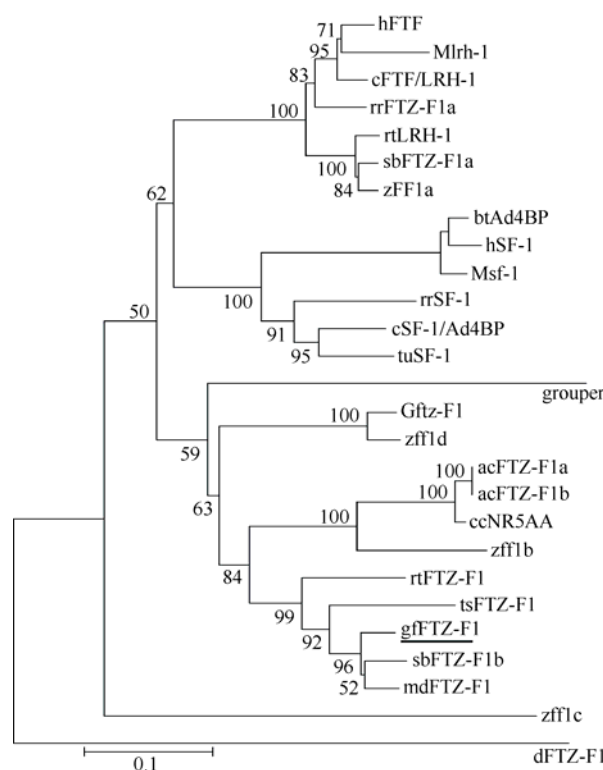 hFTF
71
Mlrh-1
95
cFTF/LRH-1
83
rrFTZ-F1a
100
rtLRH-1
sbFTZ-F1a
100
zFF1a
84
62
btAd4BP
hSF-1
Msf-1
100
rrSF-1
50
cSF-1/Ad4BP
91
tuSF-1
95
grouper
Gftz-F1
100
zff1d
59
acFTZ-F1a
100
acFTZ-F1b
100
63
ccNR5AA
100
zff1b
rtFTZ-F1
84
tsFTZ-F1
99
gfFTZ-F1
92
sbFTZ-F1b
96
mdFTZ-F1
52
zff1c
dFTZ-F1
0.1